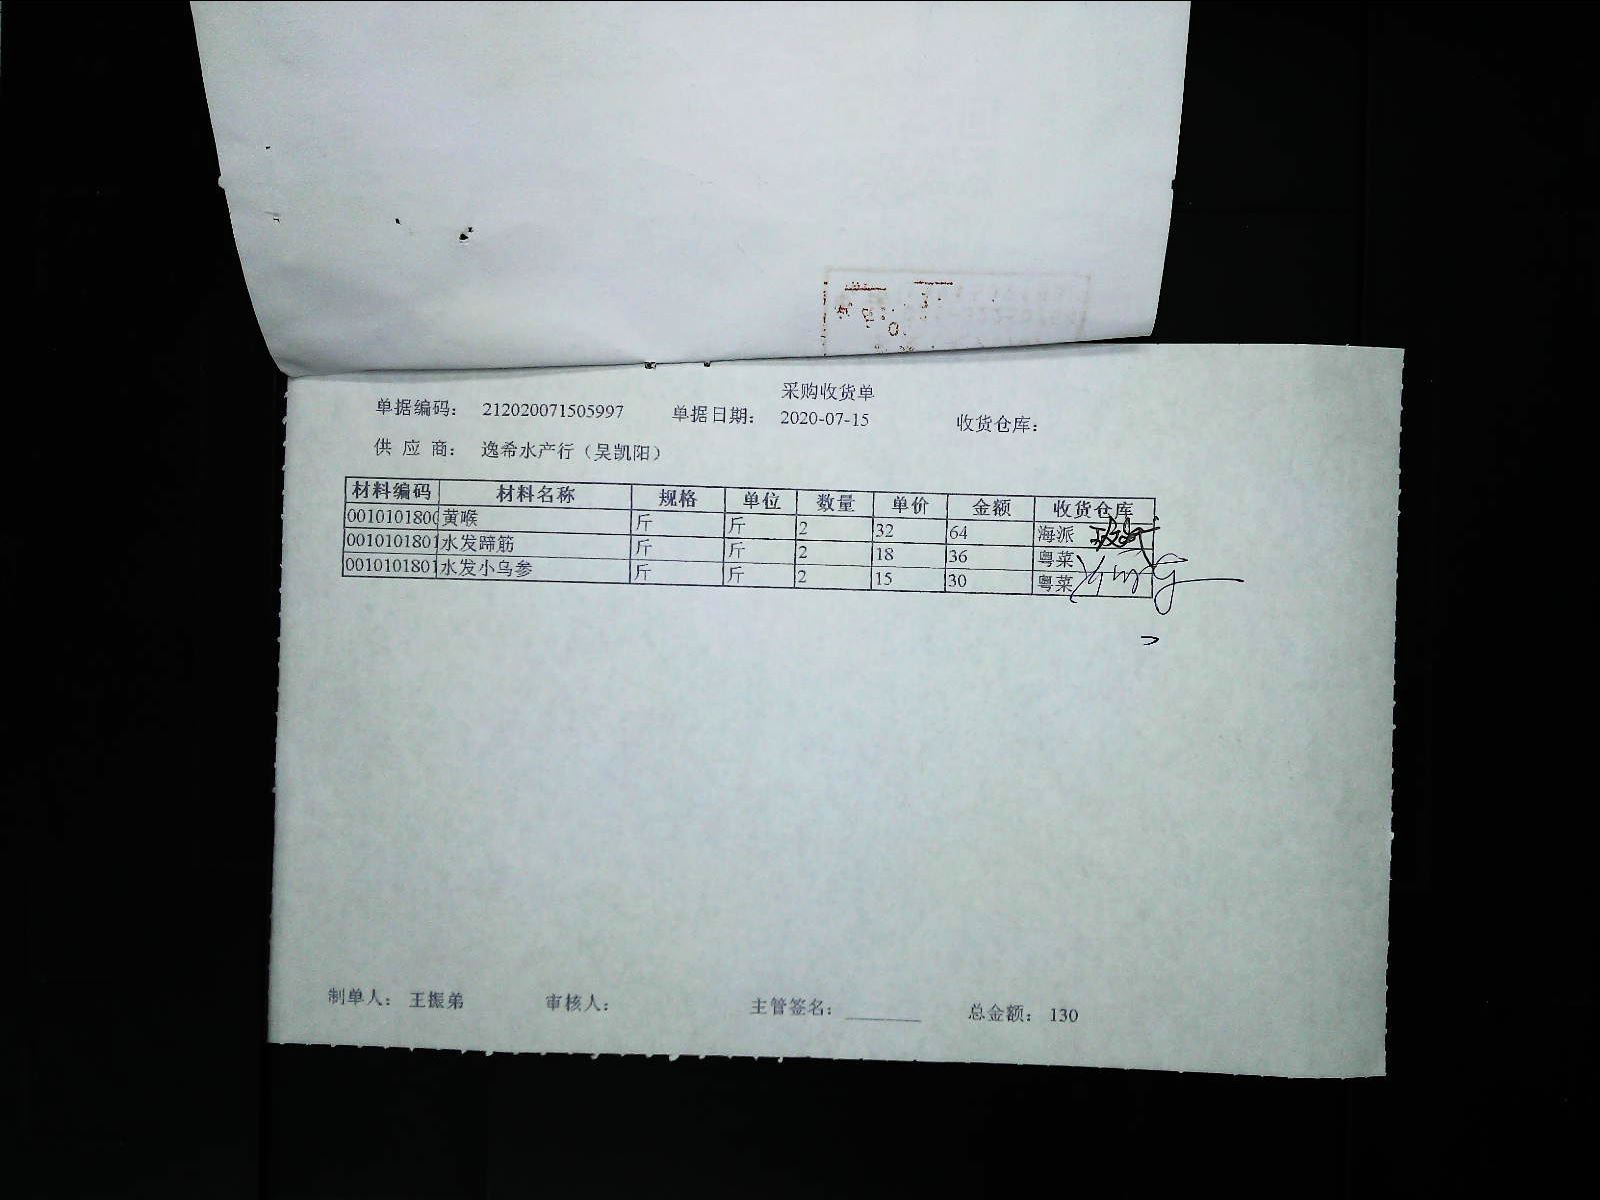 采购收货单
单据编码： 212020071505997 单据日期： 2020-07-15 收货仓库：
供 应 商： 逸希水产行（吴凯阳）
材料编码 材料名称 规格 单位 数量 单价 金额 收货仓库
0010101800 黄喉 斤 斤 2 32 64 海派
0010101801 水发蹄筋 斤 斤 2 18 36 粤菜
0010101801 水发小乌参 斤 斤 2 15 30 粤菜
制单人： 王振弟 审核人： 主管签名： 总金额： 130